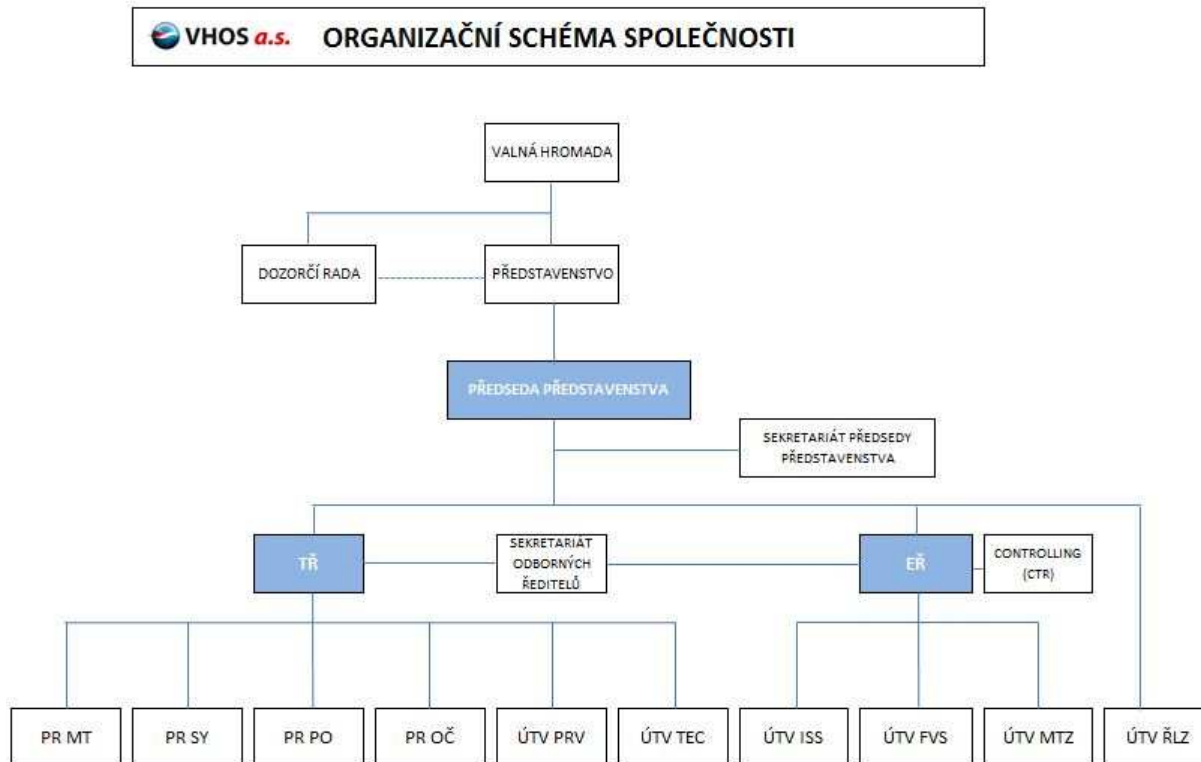 VHOS a.s. ORGANIZAČNÍ SCHÉMA SPOLEČNOSTI
VALNÁ HROMADA
DOZORČÍ RADA
PŘEDSTAVENSTVO
PŘEDSEDA PŘEDSTAVENSTVA
SEKRETARIÁT PŘEDSEDY
PŘEDSTAVENSTVA
TŘ
SEKRETARIÁT
ODBORNÝCH
ŘEDITELŮ
EŘ
CONTROLLING
(CTR)
PR MT
PR SY
PR PO
PR OČ
ÚTV PRV
ÚTV TEC
ÚTV ISS
ÚTV FVS
ÚTV MTZ
ÚTV ŘLZ